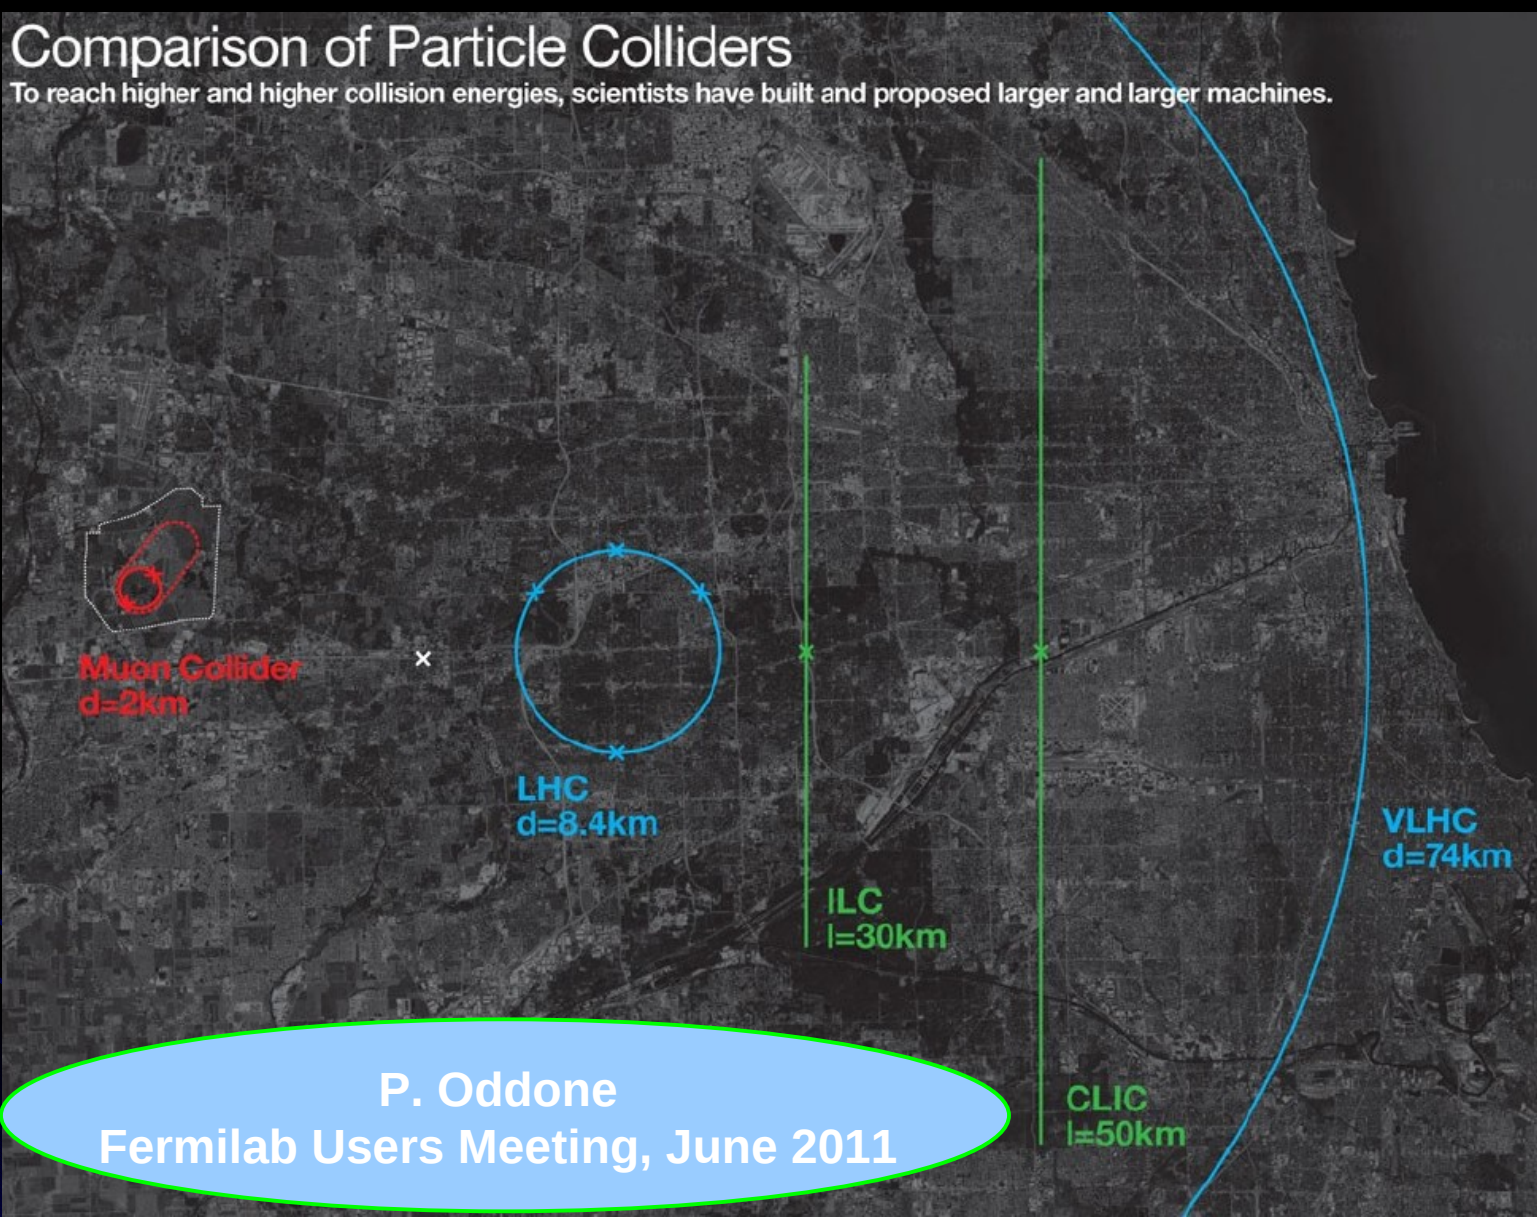 Comparison of Particle Colliders
To reach higher and higher collision energies, scientists have built and proposed larger and larger machines.
Muon Collider
d=2km
LHC
d=8.4km
ILC
l=30km
VLHC
d=74km
CLIC
l=50km
P. Oddone
Fermilab Users Meeting, June 2011